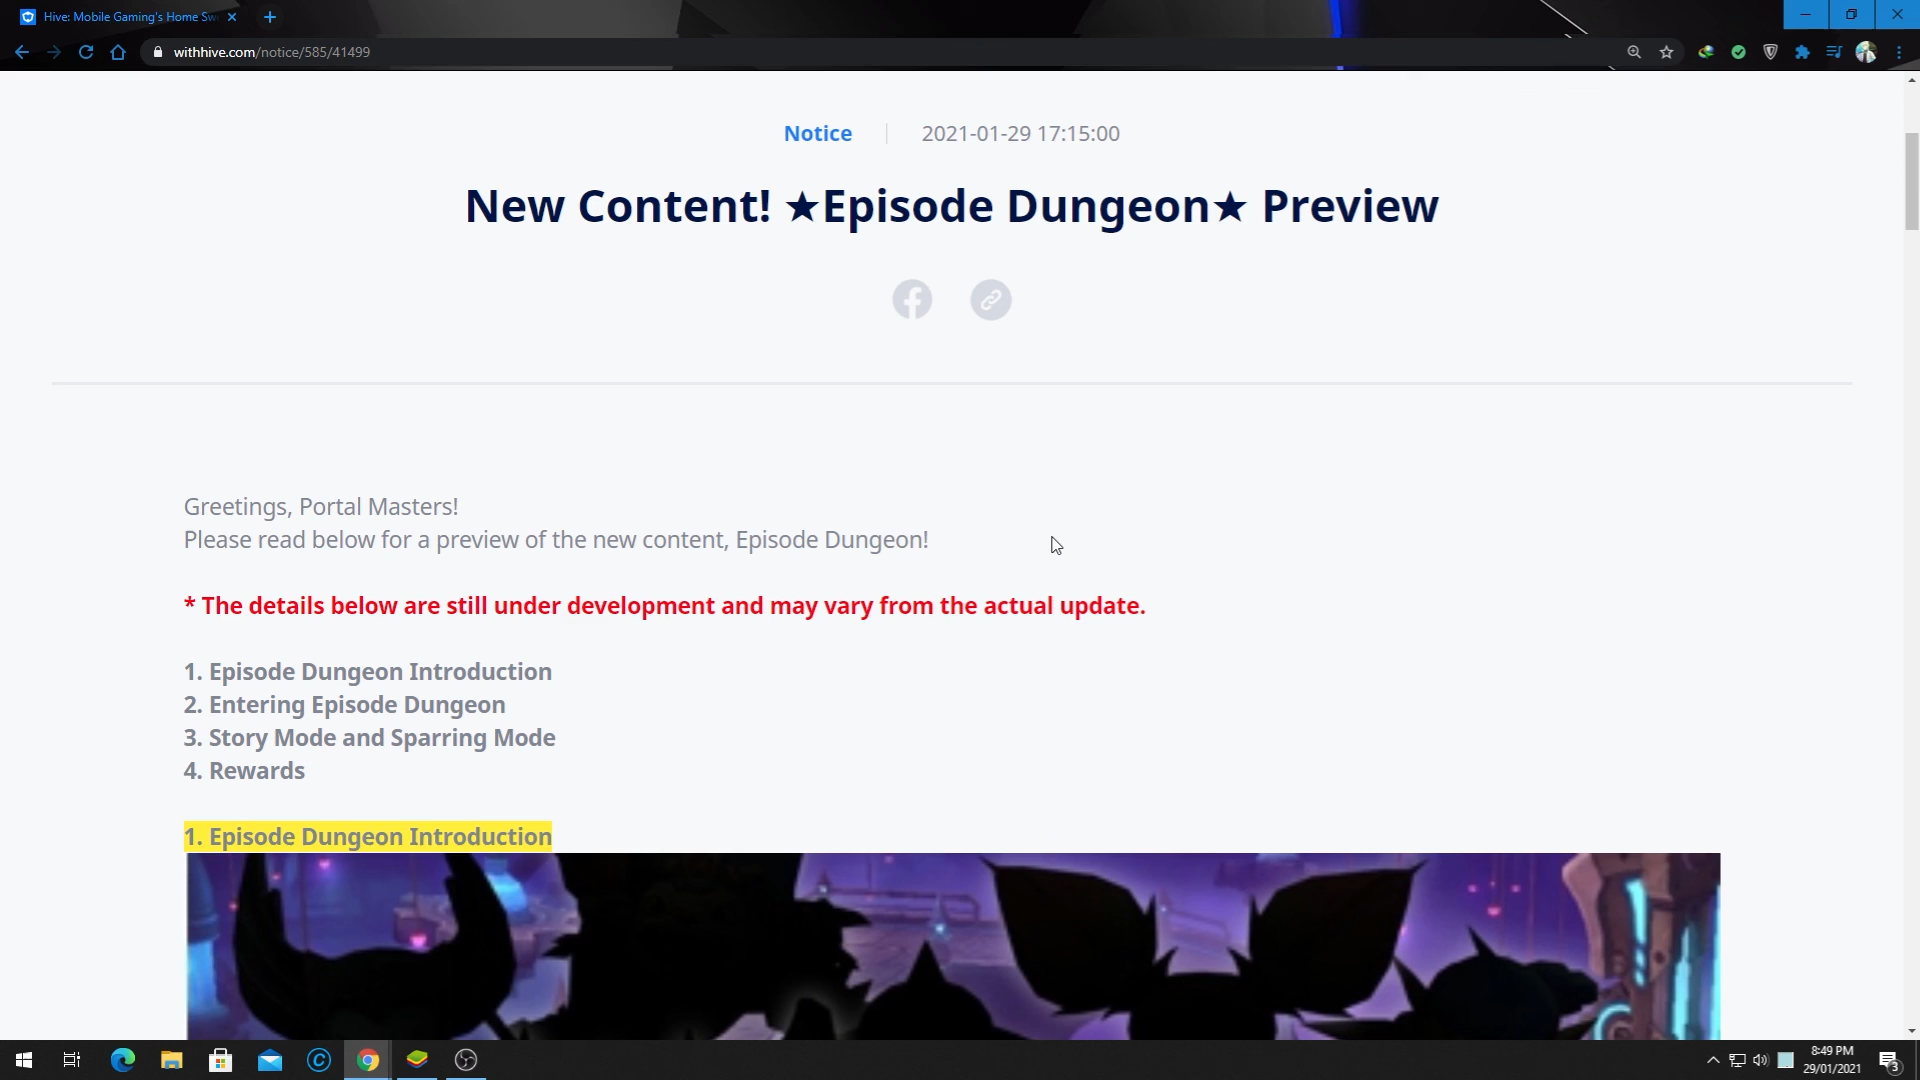 Hive: Mobile Gaming's Home Sw
withhive.com/notice/585/41499
Notice
2021-01-29 17:15:00
New Content! ★Episode Dungeon★ Preview
Greetings, Portal Masters!
Please read below for a preview of the new content, Episode Dungeon!
* The details below are still under development and may vary from the actual update.
1. Episode Dungeon Introduction
2. Entering Episode Dungeon
3. Story Mode and Sparring Mode
4. Rewards
1. Episode Dungeon Introduction
8:49 PM
29/01/2021
3